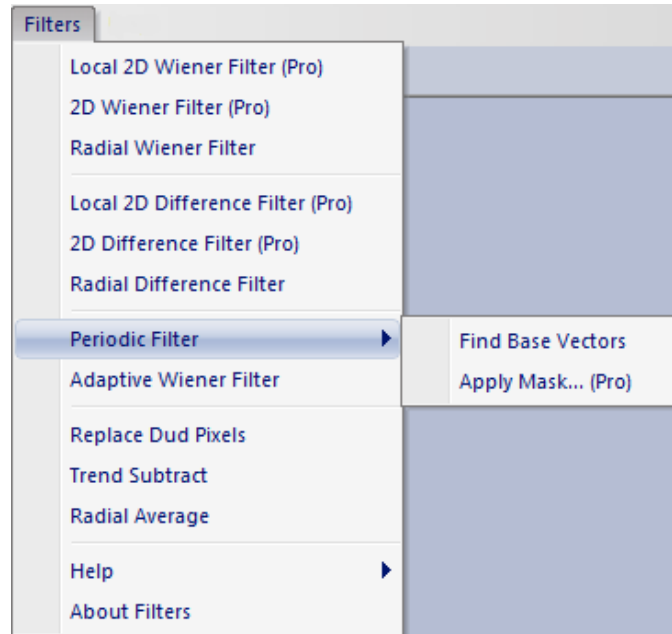 Filters
Local 2D Wiener Filter (Pro)
2D Wiener Filter (Pro)
Radial Wiener Filter
Local 2D Difference Filter (Pro)
2D Difference Filter (Pro)
Radial Difference Filter
Periodic Filter
Find Base Vectors
Adaptive Wiener Filter
Apply Mask... (Pro)
Replace Dud Pixels
Trend Subtract
Radial Average
Help
About Filters